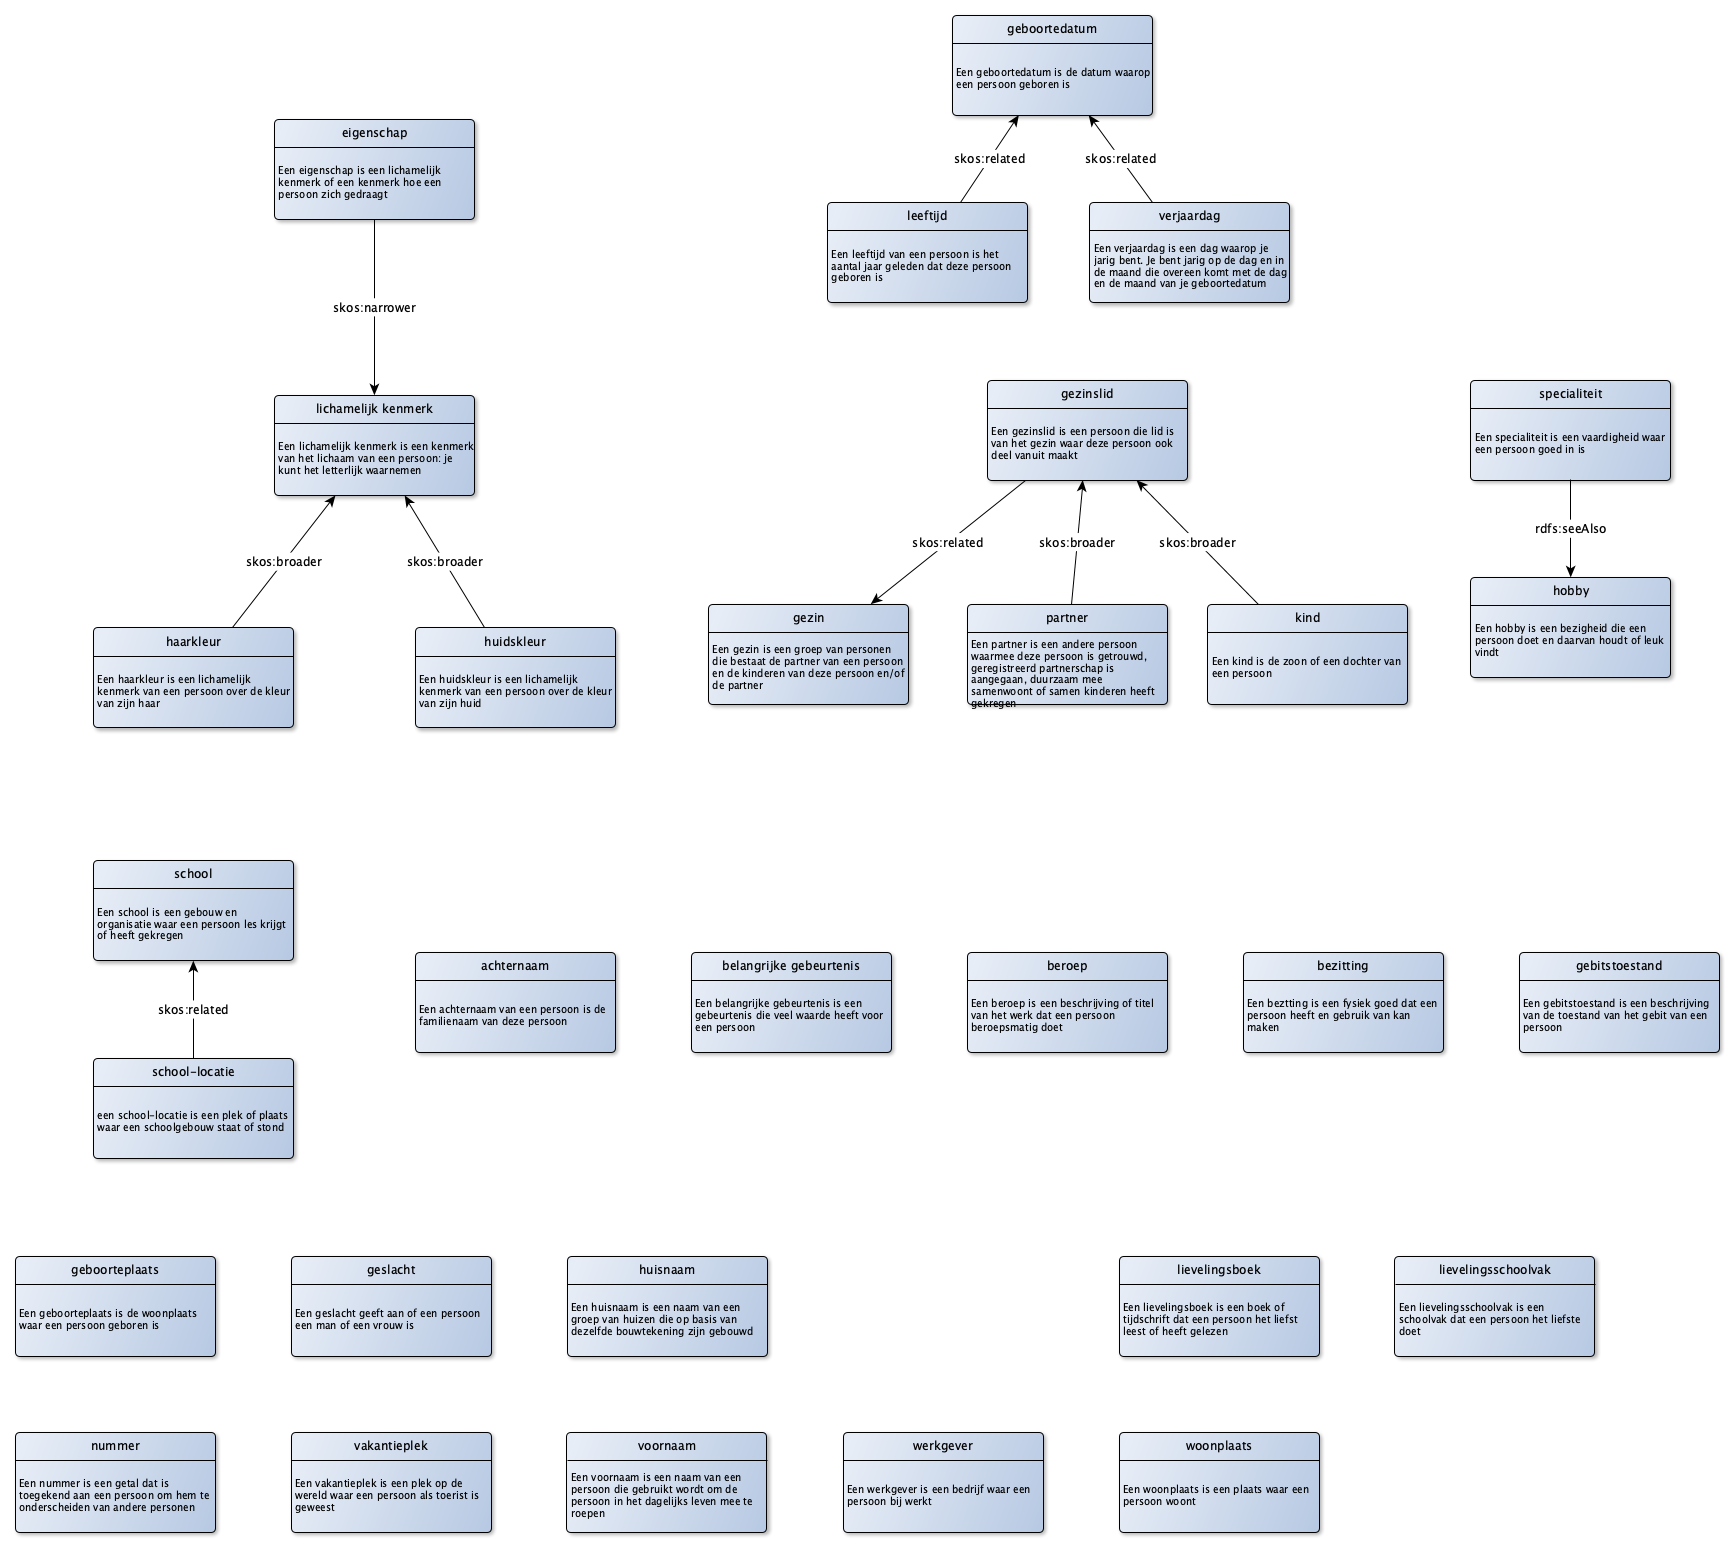 geboortedatum
Een geboortedatum is de datum waarop
een persoon geboren is
eigenschap
Een eigenschap is een lichamelijk
kenmerk of een kenmerk hoe een
persoon zich gedraagt
skos:related
skos:related
leeftijd
Een leeftijd van een persoon is het
aantal jaar geleden dat deze persoon
geboren is
verjaardag
Een verjaardag is een dag waarop je
jarig bent. Je bent jarig op de dag en in
de maand die overeen komt met de dag
en de maand van je geboortedatum
skos:narrower
lichamelijk kenmerk
Een lichamelijk kenmerk is een kenmerk
van het lichaam van een persoon: je
kunt het letterlijk waarnemen
gezinslid
Een gezinslid is een persoon die lid is
van het gezin waar deze persoon ook
deel vanuit maakt
specialiteit
Een specialiteit is een vaardigheid waar
een persoon goed in is
skos:broader
skos:broader
skos:related
skos:broader
skos:broader
rdfs:seeAlso
haarkleur
Een haarkleur is een lichamelijk
kenmerk van een persoon over de kleur
van zijn haar
huidskleur
Een huidskleur is een lichamelijk
kenmerk van een persoon over de kleur
van zijn huid
gezin
Een gezin is een groep van personen
die bestaat de partner van een persoon
en de kinderen van deze persoon en/of
de partner
partner
Een partner is een andere persoon
waarmee deze persoon is getrouwd,
geregistreerd partnerschap is
aangegaan, duurzaam mee
samenwoont of samen kinderen heeft
gekregen
kind
Een kind is de zoon of een dochter van
een persoon
hobby
Een hobby is een bezigheid die een
persoon doet en daarvan houdt of leuk
vindt
school
Een school is een gebouw en
organisatie waar een persoon les krijgt
of heeft gekregen
skos:related
school-locatie
een school-locatie is een plek of plaats
waar een schoolgebouw staat of stond
achternaam
Een achternaam van een persoon is de
familienaam van deze persoon
belangrijke gebeurtenis
Een belangrijke gebeurtenis is een
gebeurtenis die veel waarde heeft voor
een persoon
beroep
Een beroep is een beschrijving of titel
van het werk dat een persoon
beroepsmatig doet
bezitting
Een beztting is een fysiek goed dat een
persoon heeft en gebruik van kan
maken
gebitstoestand
Een gebitstoestand is een beschrijving
van de toestand van het gebit van een
persoon
geboorteplaats
Een geboorteplaats is de woonplaats
waar een persoon geboren is
geslacht
Een geslacht geeft aan of een persoon
een man of een vrouw is
huisnaam
Een huisnaam is een naam van een
groep van huizen die op basis van
dezelfde bouwtekening zijn gebouwd
lievelingsboek
Een lievelingsboek is een boek of
tijdschrift dat een persoon het liefst
leest of heeft gelezen
lievelingsschoolvak
Een lievelingsschoolvak is een
schoolvak dat een persoon het liefste
doet
nummer
Een nummer is een getal dat is
toegekend aan een persoon om hem te
onderscheiden van andere personen
vakantieplek
Een vakantieplek is een plek op de
wereld waar een persoon als toerist is
geweest
voornaam
Een voornaam is een naam van een
persoon die gebruikt wordt om de
persoon in het dagelijks leven mee te
roepen
werkgever
Een werkgever is een bedrijf waar een
persoon bij werkt
woonplaats
Een woonplaats is een plaats waar een
persoon woont